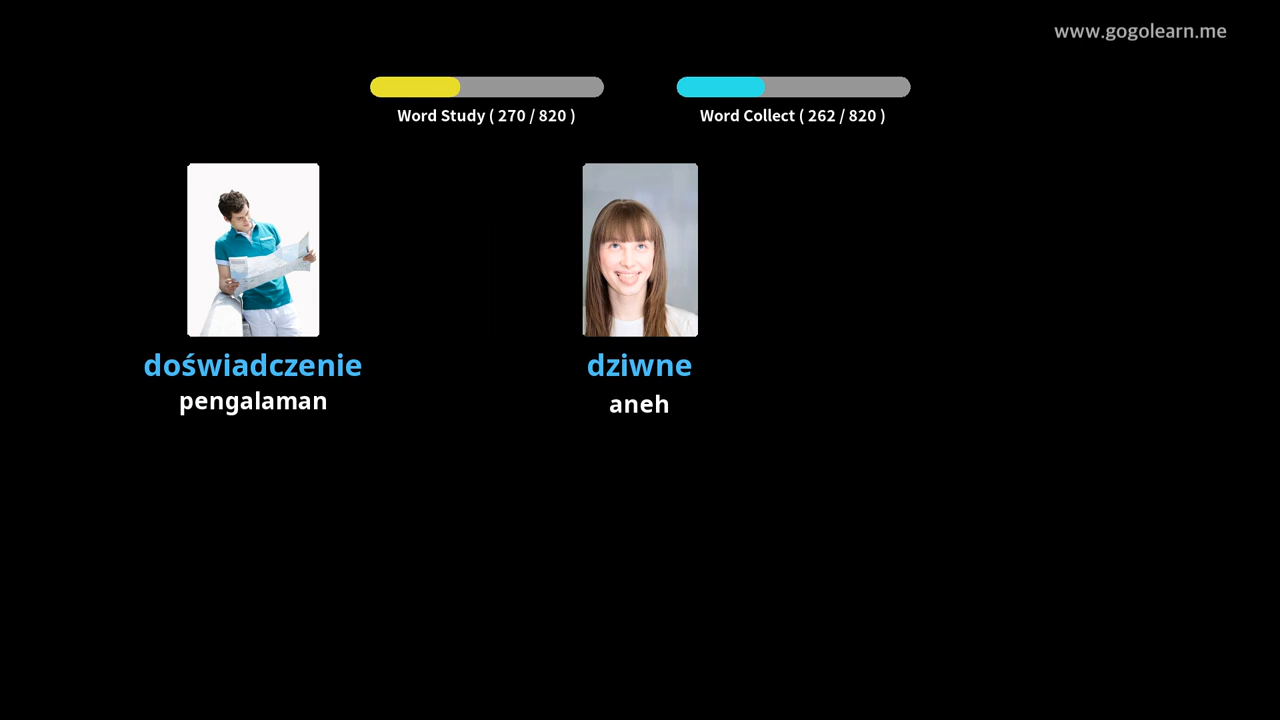 www.gogolearn.me
Word Study ( 270 / 820 )
Word Collect ( 262 / 820 )
doświadczenie
pengalaman
dziwne
aneh